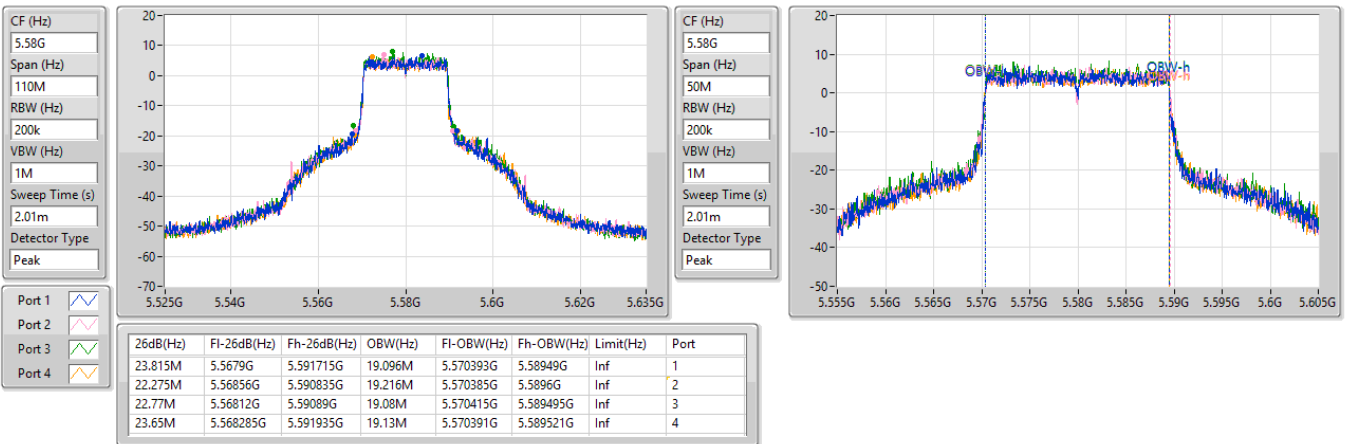 CF (Hz)
5.58G
Span (Hz)
110M
RBW (Hz)
200k
VBW (Hz)
1M
Sweep Time (s)
2.01m
Detector Type
Peak
20
10
0
-10
-20
-30
-40
-50
-60
-70
5.525G 5.54G 5.56G 5.58G 5.6G 5.62G 5.635G
CF (Hz)
5.58G
Span (Hz)
50M
RBW (Hz)
200k
VBW (Hz)
1M
Sweep Time (s)
2.01m
Detector Type
Peak
20
10
0
-10
-20
-30
-40
-50
OBW-h
OBW-h
5.555G 5.56G 5.565G 5.57G 5.575G 5.58G 5.585G 5.59G 5.595G 5.6G 5.605G
Port 1
Port 2
Port 3
Port 4
26dB(Hz) Fl-26dB(Hz) Fh-26dB(Hz) OBW(Hz) Fl-OBW(Hz) Fh-OBW(Hz) Limit(Hz) Port
23.815M 5.5679G 5.591715G 19.096M 5.570393G 5.58949G Inf 1
22.275M 5.56856G 5.590835G 19.216M 5.570385G 5.5896G Inf 2
22.77M 5.56812G 5.59089G 19.08M 5.570415G 5.589495G Inf 3
23.65M 5.568285G 5.591935G 19.13M 5.570391G 5.589521G Inf 4